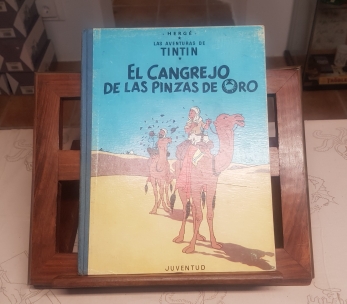 HERGÉ
LAS AVENTURAS DE
TINTIN
EL CANGREJO
DE LAS PINZAS DE ORO
JUVENTUD